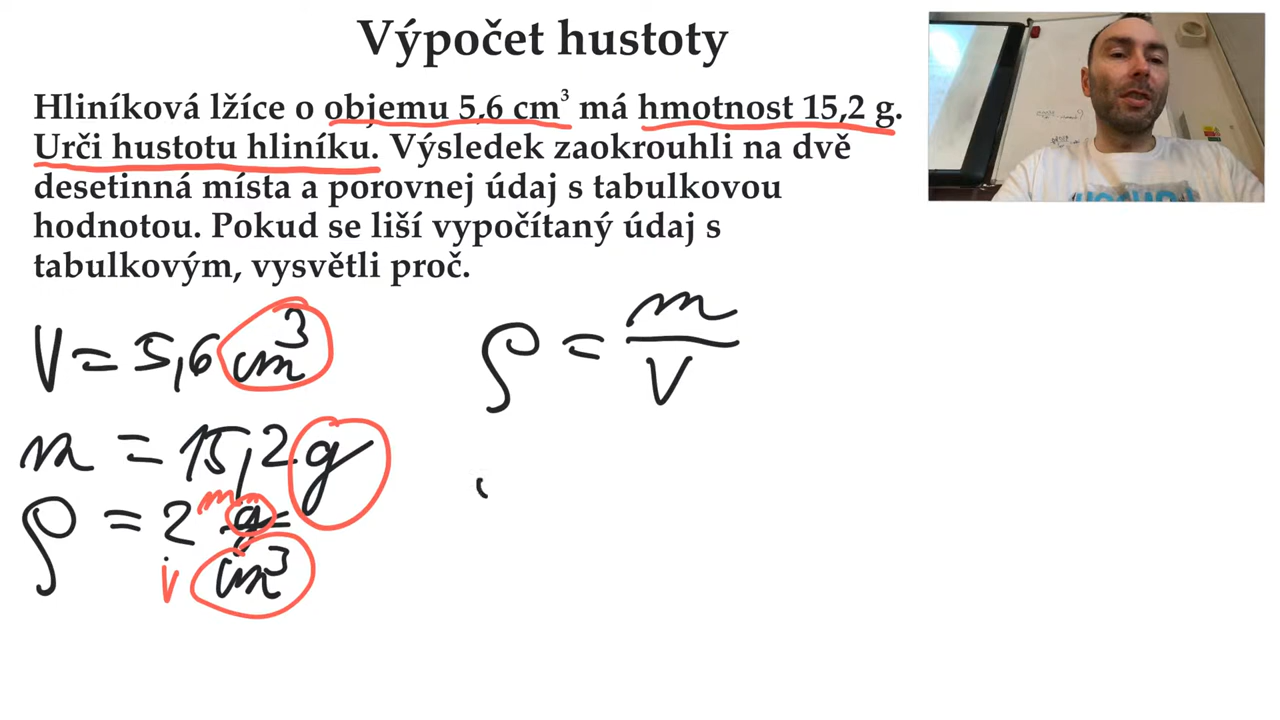 Výpočet hustoty
Hliníková lžíce o objemu 5,6 cm³ má hmotnost 15,2 g.
Urči hustotu hliníku. Výsledek zaokrouhli na dvě
desetinná místa a porovnej údaj s tabulkovou
hodnotou. Pokud se liší vypočítaný údaj s
tabulkovým, vysvětli proč.
V = 5,6 cm³
ρ = m/V
m = 15,2 g
ρ = ? m g/cm³
V